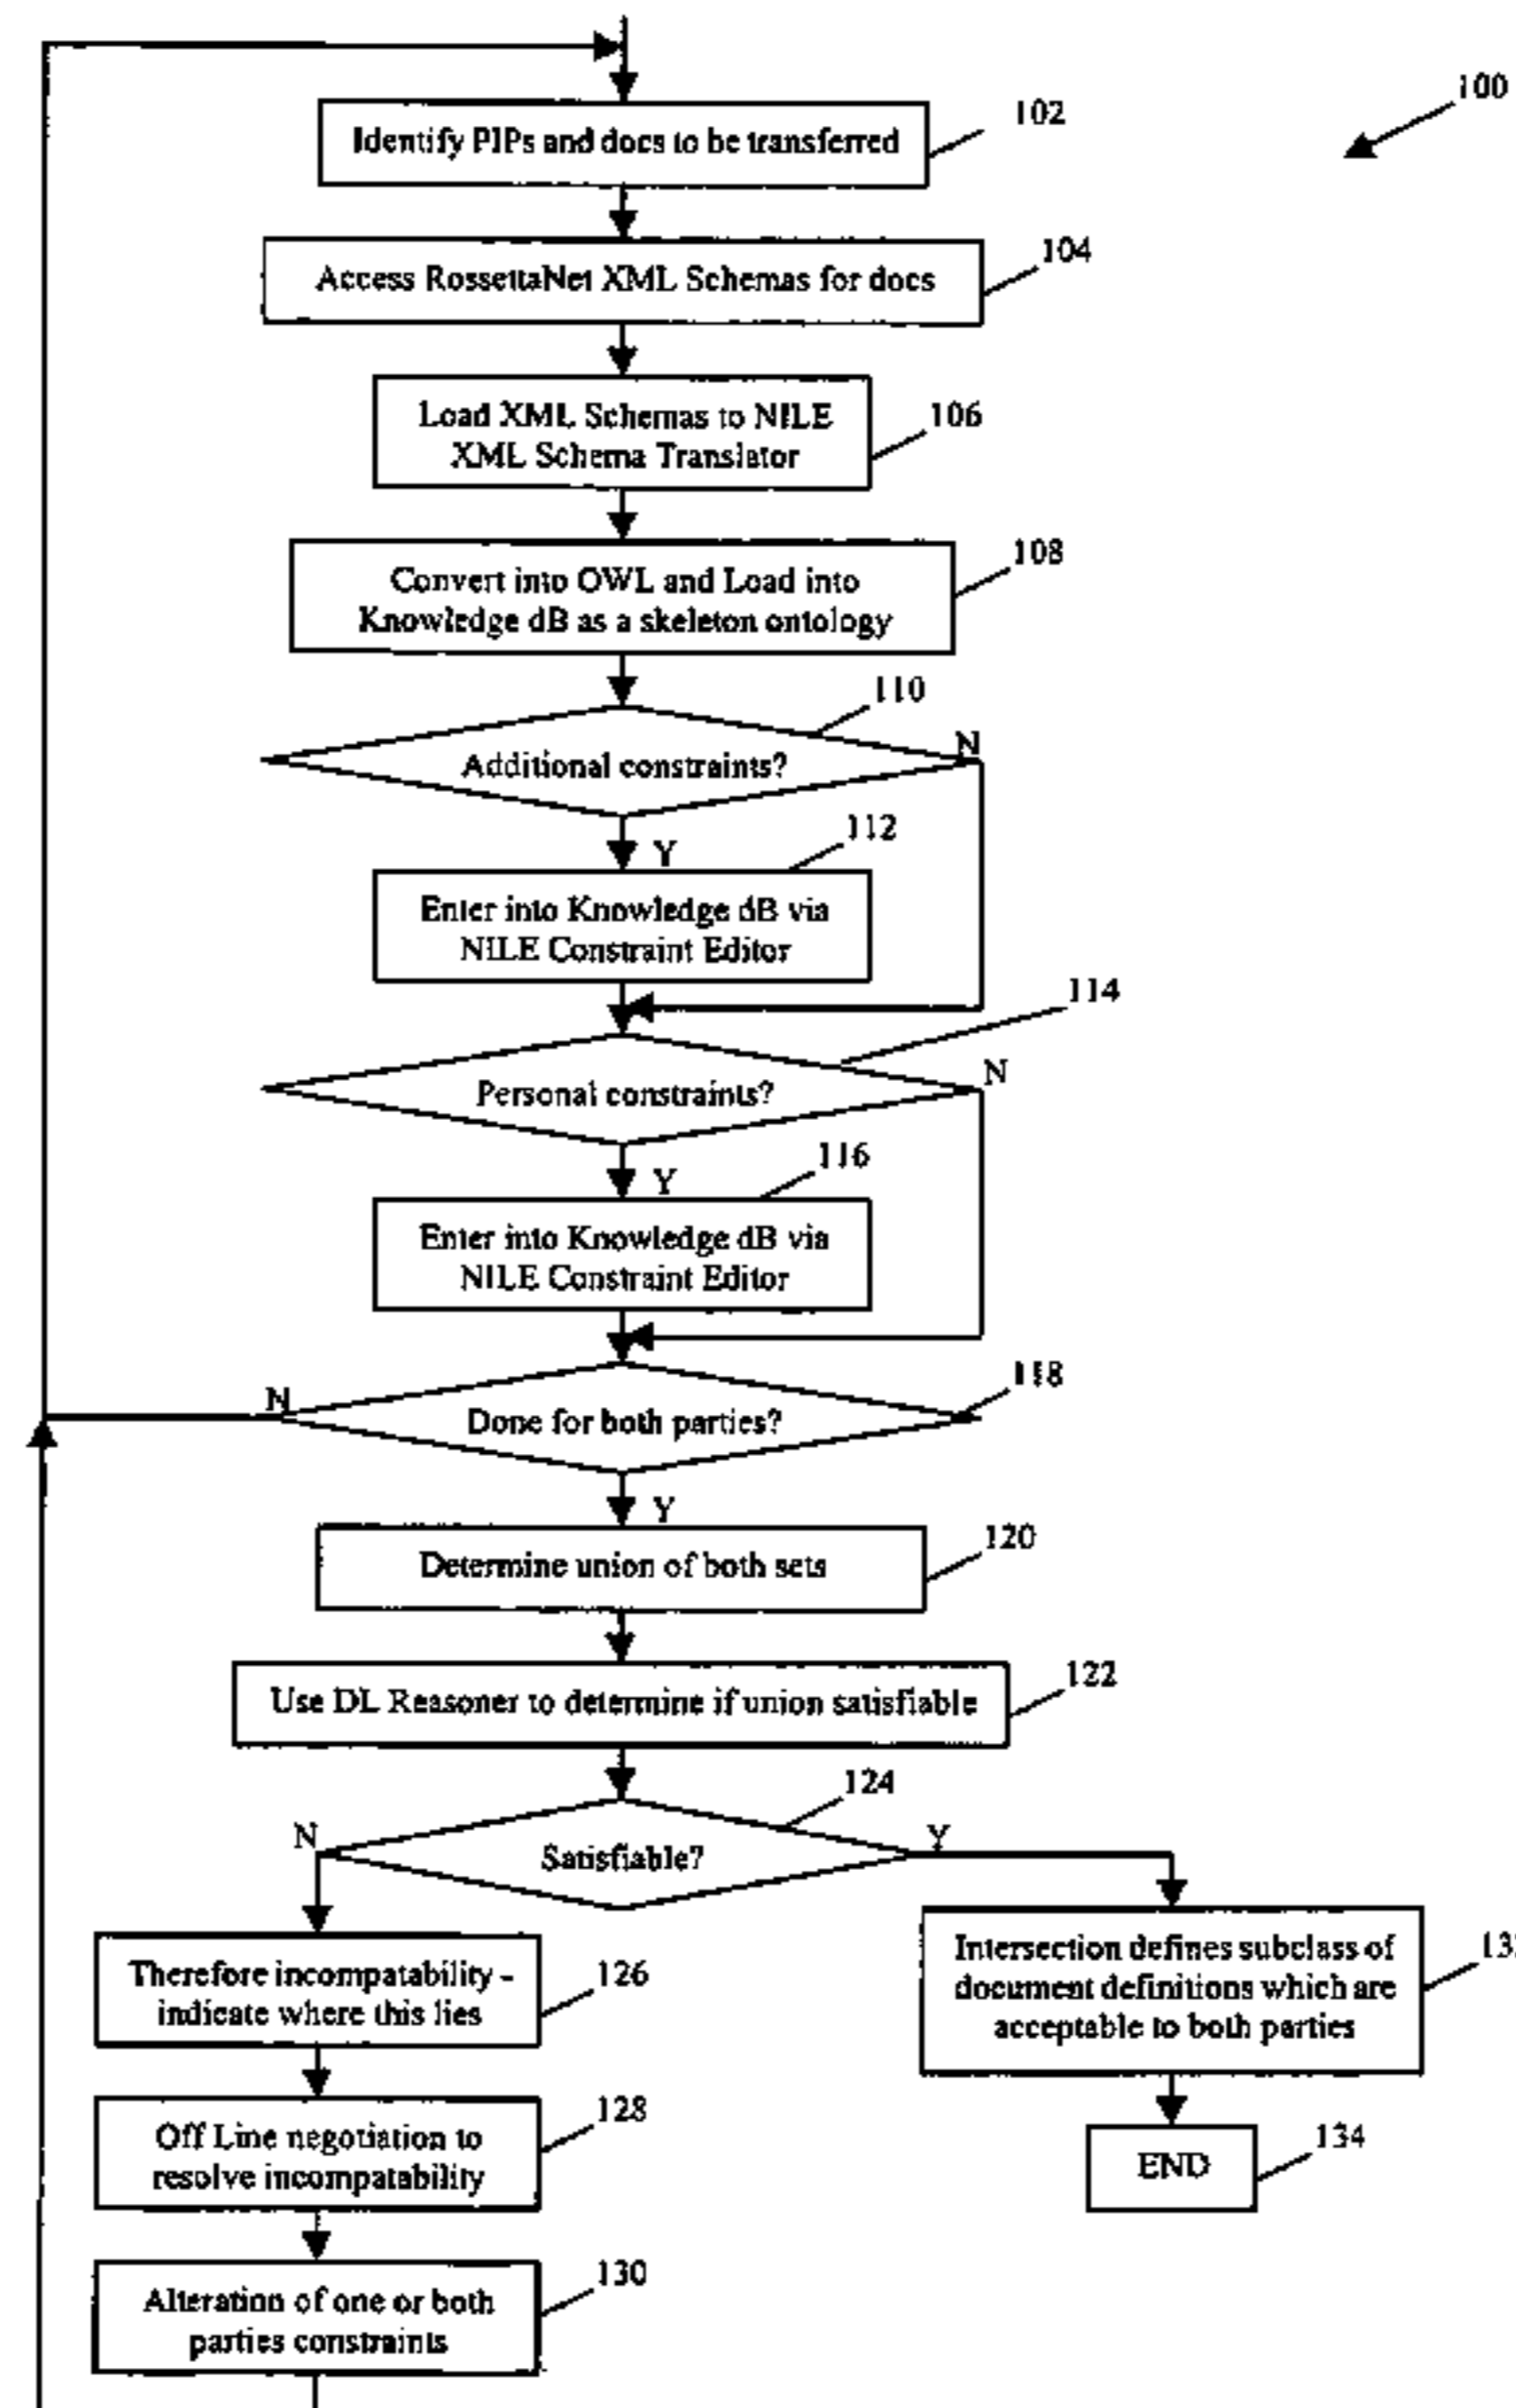 100
102
Identify PIPs and docs to be transferred
104
Access RossettaNet XML Schemas for docs
106
Load XML Schemas to NILE
XML Schema Translator
108
Convert into OWL and Load into
Knowledge dB as a skeleton ontology
110
Additional constraints?
N
Y
112
Enter into Knowledge dB via
NILE Constraint Editor
114
Personal constraints?
N
Y
116
Enter into Knowledge dB via
NILE Constraint Editor
118
N
Done for both parties?
Y
120
Determine union of both sets
122
Use DL Reasoner to determine if union satisfiable
124
N
Satisfiable?
Y
126
Therefore incompatability -
indicate where this lies
Intersection defines subclass of
document definitions which are
acceptable to both parties
128
Off Line negotiation to
resolve incompatability
134
END
130
Alteration of one or both
parties constraints